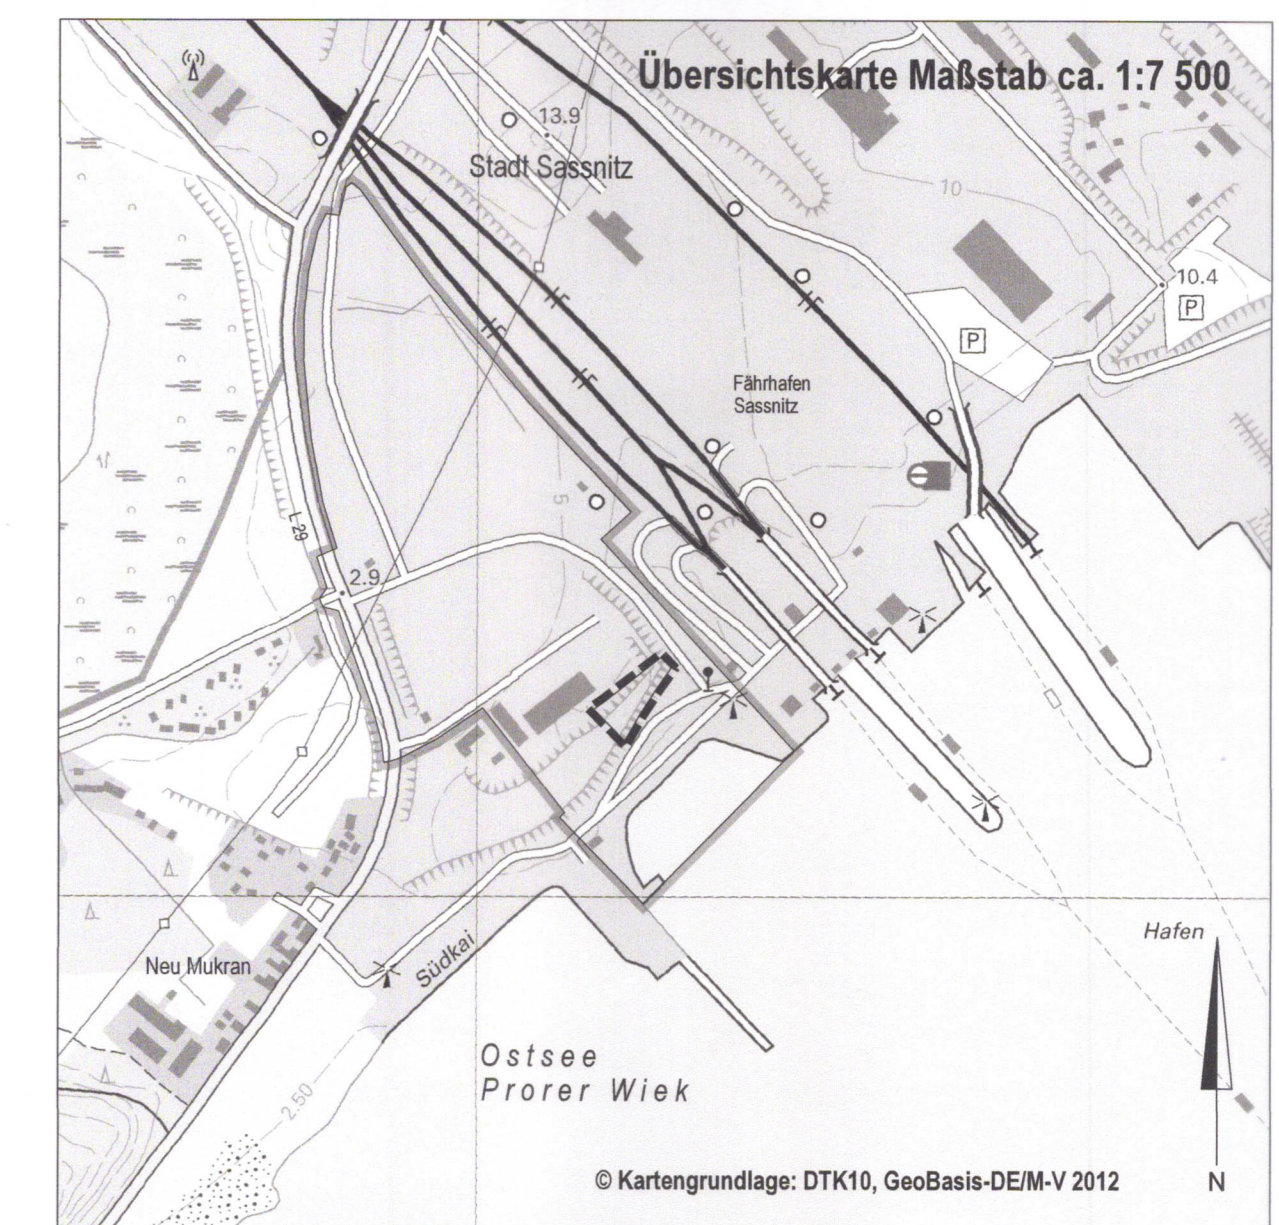 Übersichtskarte Maßstab ca. 1:7 500
13.9
Stadt Sassnitz
10
10.4
P
P
Fährhafen
Sassnitz
5
L 29
2.9
Hafen
Südkai
Neu Mukran
Ostsee
Prorer Wiek
2.50
© Kartengrundlage: DTK10, GeoBasis-DE/M-V 2012
N